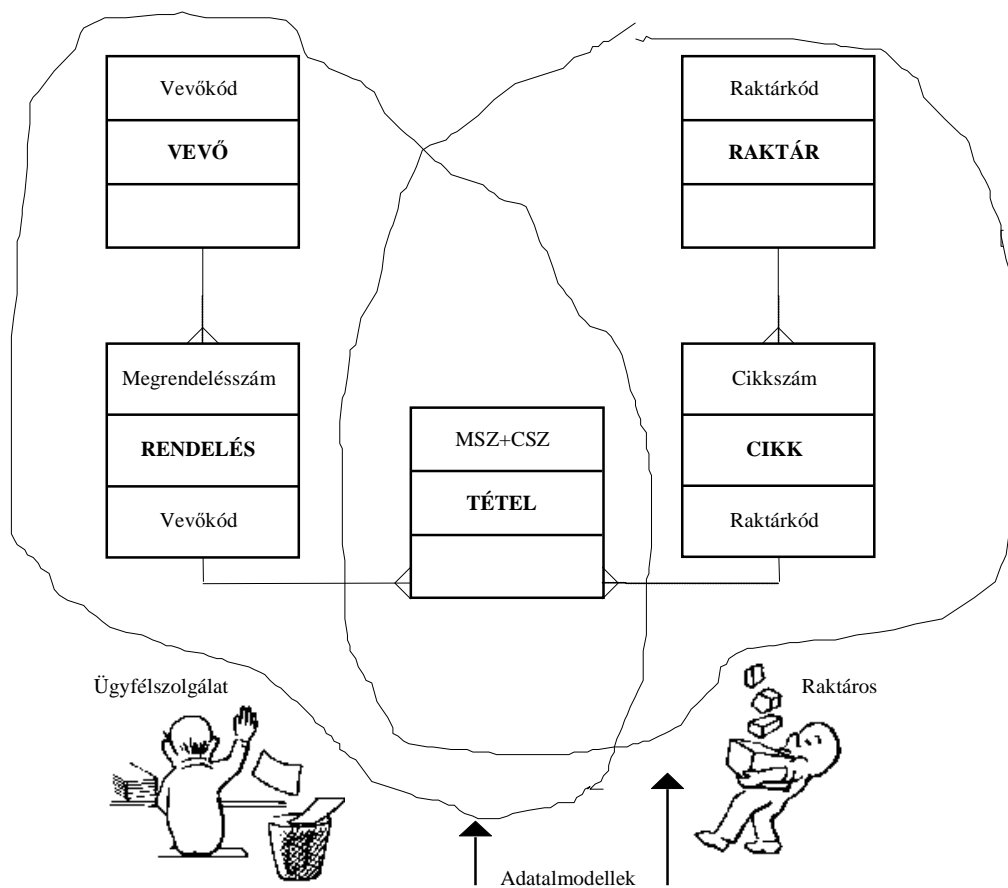 Vevőkód
VEVŐ
Raktárkód
RAKTÁR
Megrendelésszám
RENDELÉS
Vevőkód
MSZ+CSZ
TÉTEL
Cikkszám
CIKK
Raktárkód
Ügyfélszolgálat
Raktáros
Adatalmodellek